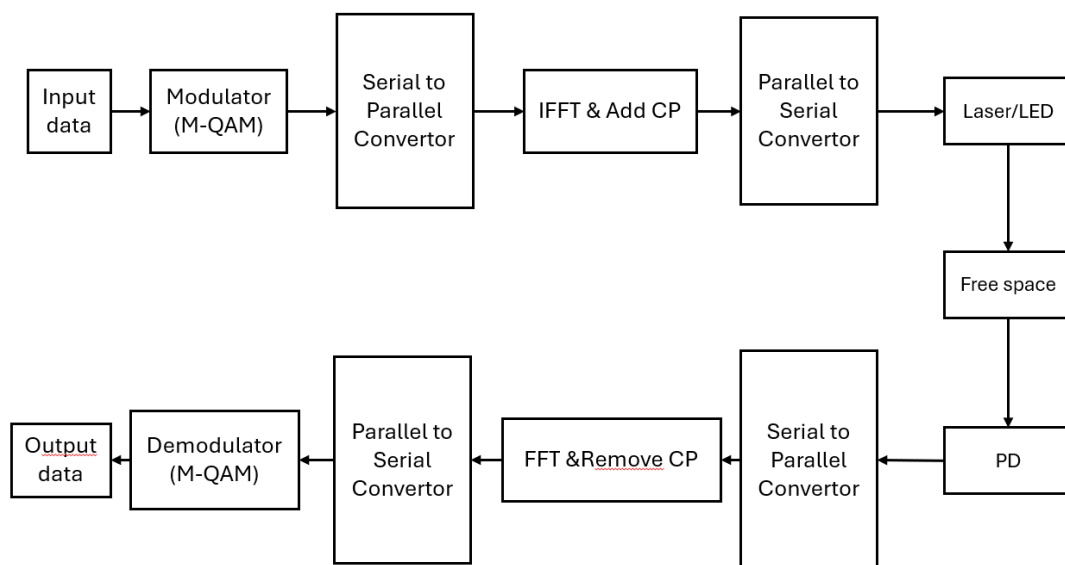 Input
data
Modulator
(M-QAM)
Serial to
Parallel
Convertor
IFFT & Add CP
Parallel to
Serial
Convertor
Laser/LED
Free space
Output
data
Demodulator
(M-QAM)
Parallel to
Serial
Convertor
FFT &Remove CP
Serial to
Parallel
Convertor
PD